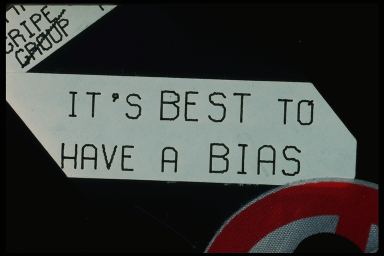 GRIPE
GROUP
IT'S BEST TO
HAVE A BIAS